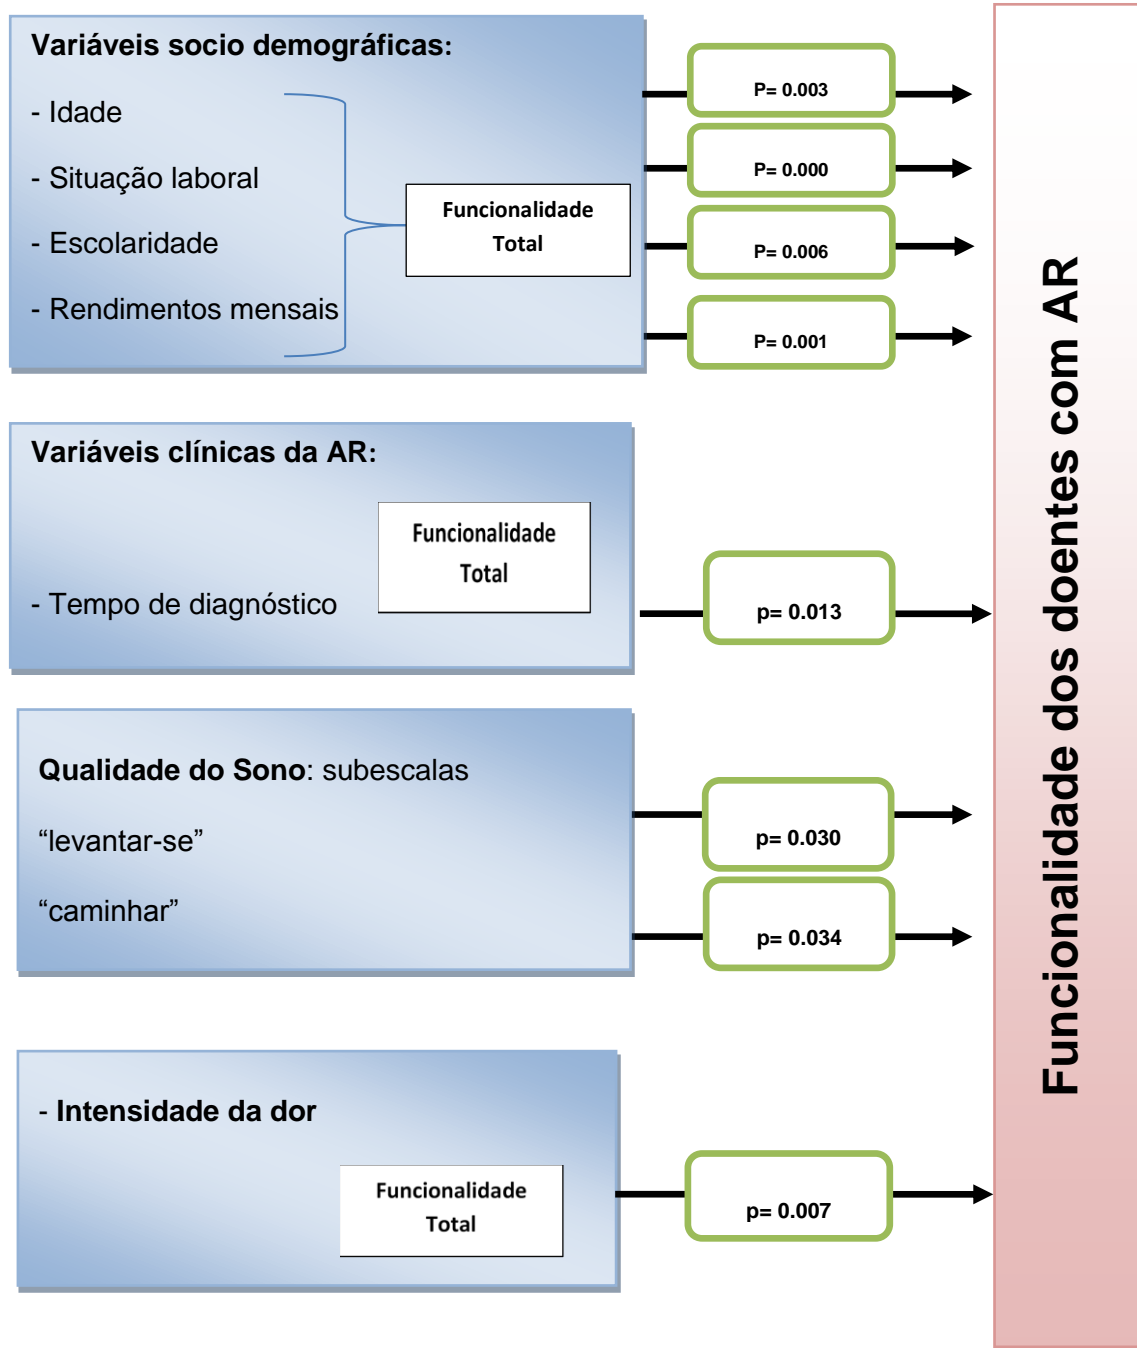 Variáveis socio demográficas:
- Idade
- Situação laboral
- Escolaridade
- Rendimentos mensais
Funcionalidade
Total
P= 0.003
P= 0.000
P= 0.006
P= 0.001
Variáveis clínicas da AR:
Funcionalidade
Total
- Tempo de diagnóstico
p= 0.013
Qualidade do Sono: subescalas
“levantar-se”
“caminhar”
p= 0.030
p= 0.034
- Intensidade da dor
Funcionalidade
Total
p= 0.007
Funcionalidade dos doentes com AR